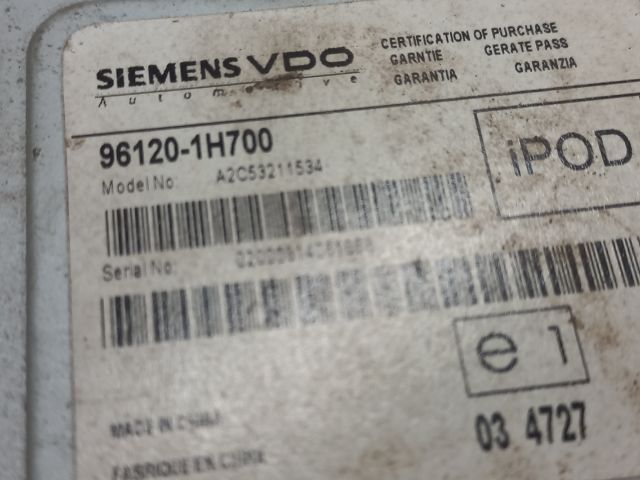 SIEMENS VDO
Automotive
CERTIFICATION OF PURCHASE
GARNTIE GERATE PASS
GARANTIA GARANZIA
96120-1H700
iPOD
Model No: A2C53211534
Serial No:
e 1
03 4727
MADE IN CHINA
FABRIQUE EN CHINE